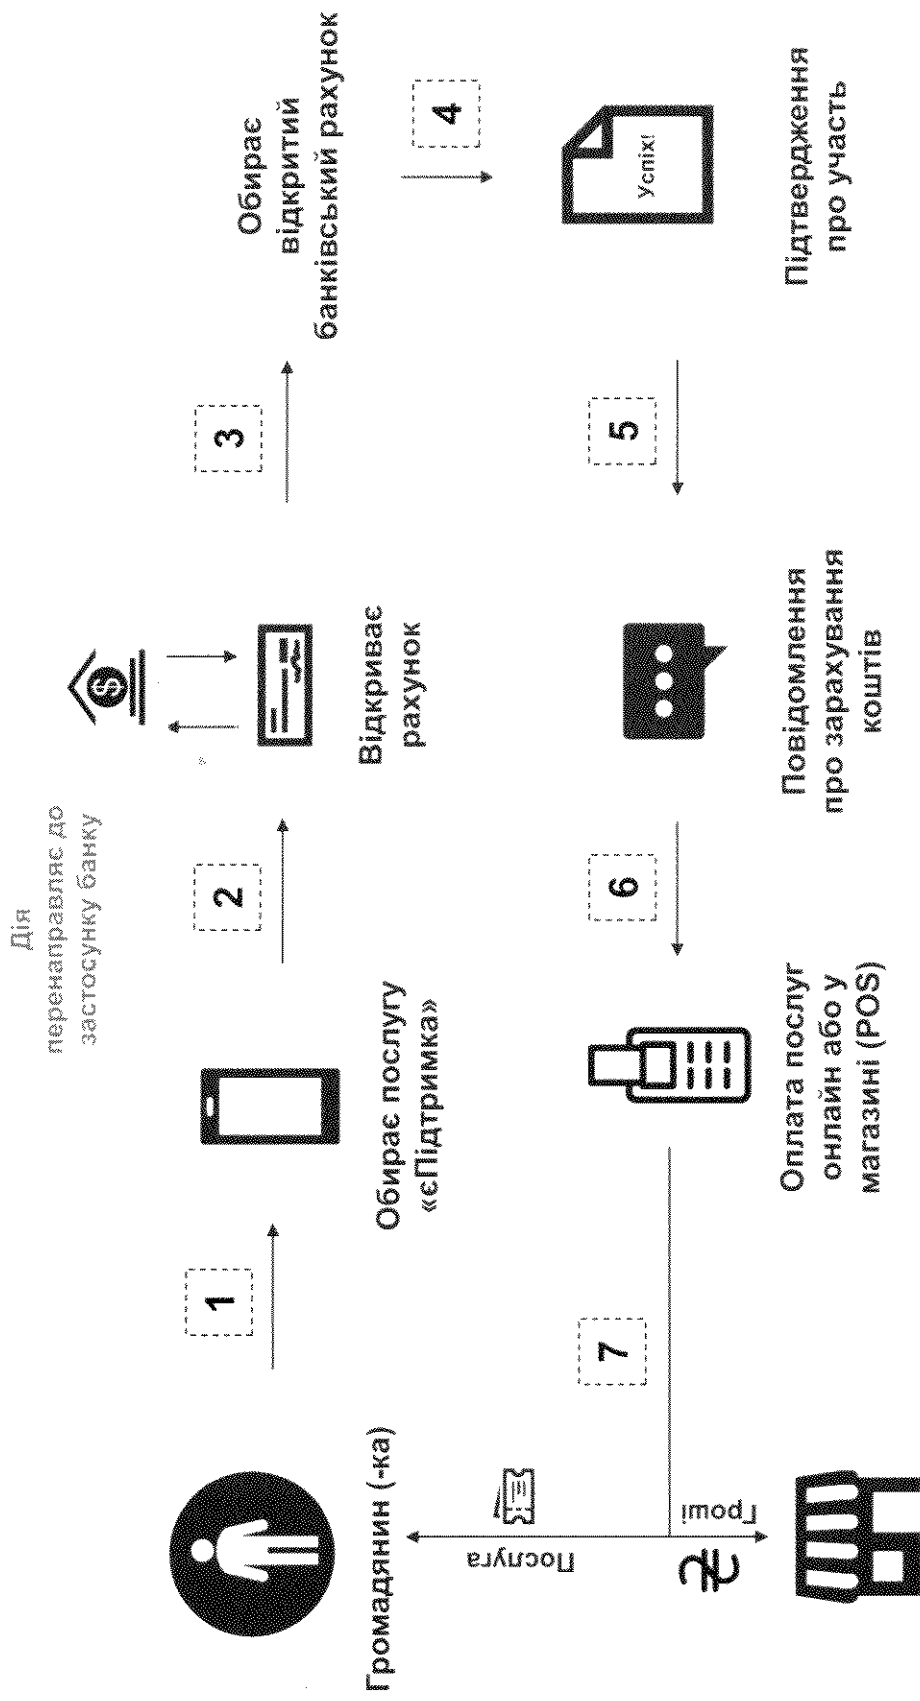 Громадянин (-ка)
1
Обирає послугу
«єПідтримка»
2
Дія
перенаправляє до
застосунку банку
Відкриває
рахунок
3
Обирає
відкритий
банківський рахунок
4
Успіх!
Підтвердження
про участь
5
Повідомлення
про зарахування
коштів
6
Оплата послуг
онлайн або у
магазині (POS)
7
Послуга
Гроші